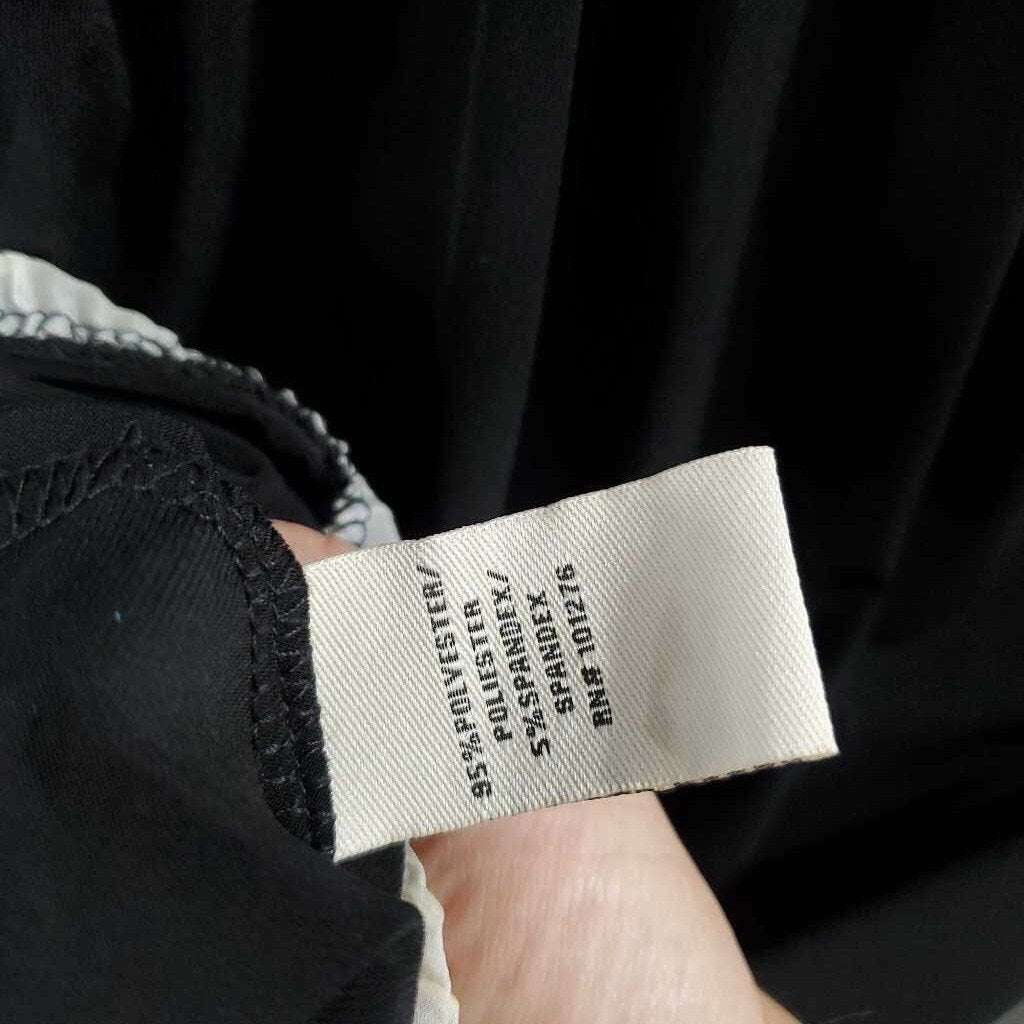 95%POLYESTER/
POLIESTER
5%SPANDEX/
SPANDEX
RN# 101276